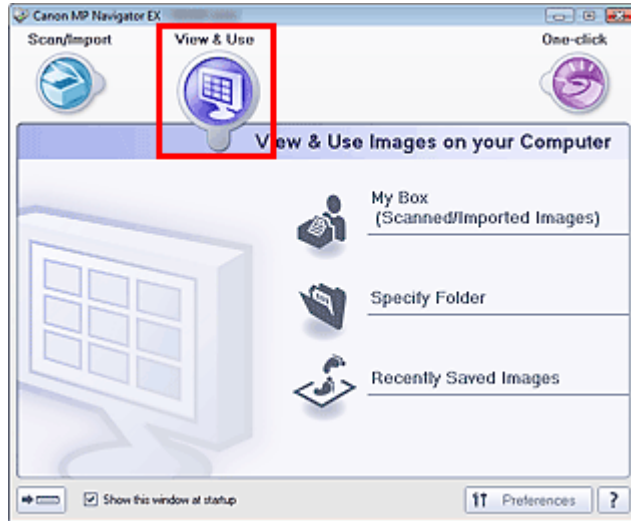 Canon MP Navigator EX
Scan/Import
View & Use
One-click
View & Use Images on your Computer
My Box
(Scanned/Imported Images)
Specify Folder
Recently Saved Images
Show this window at startup
Preferences
?